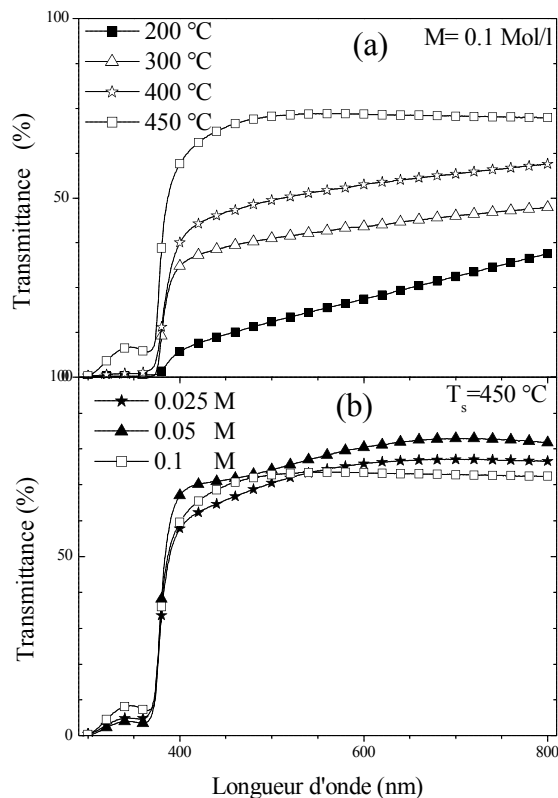 100
200 °C
300 °C
400 °C
450 °C
(a)
M= 0.1 Mol/l
Transmittance (%)
50
0
100
0.025 M
0.05 M
0.1 M
(b)
Ts=450 °C
Transmittance (%)
50
0
400
600
800
Longueur d'onde (nm)